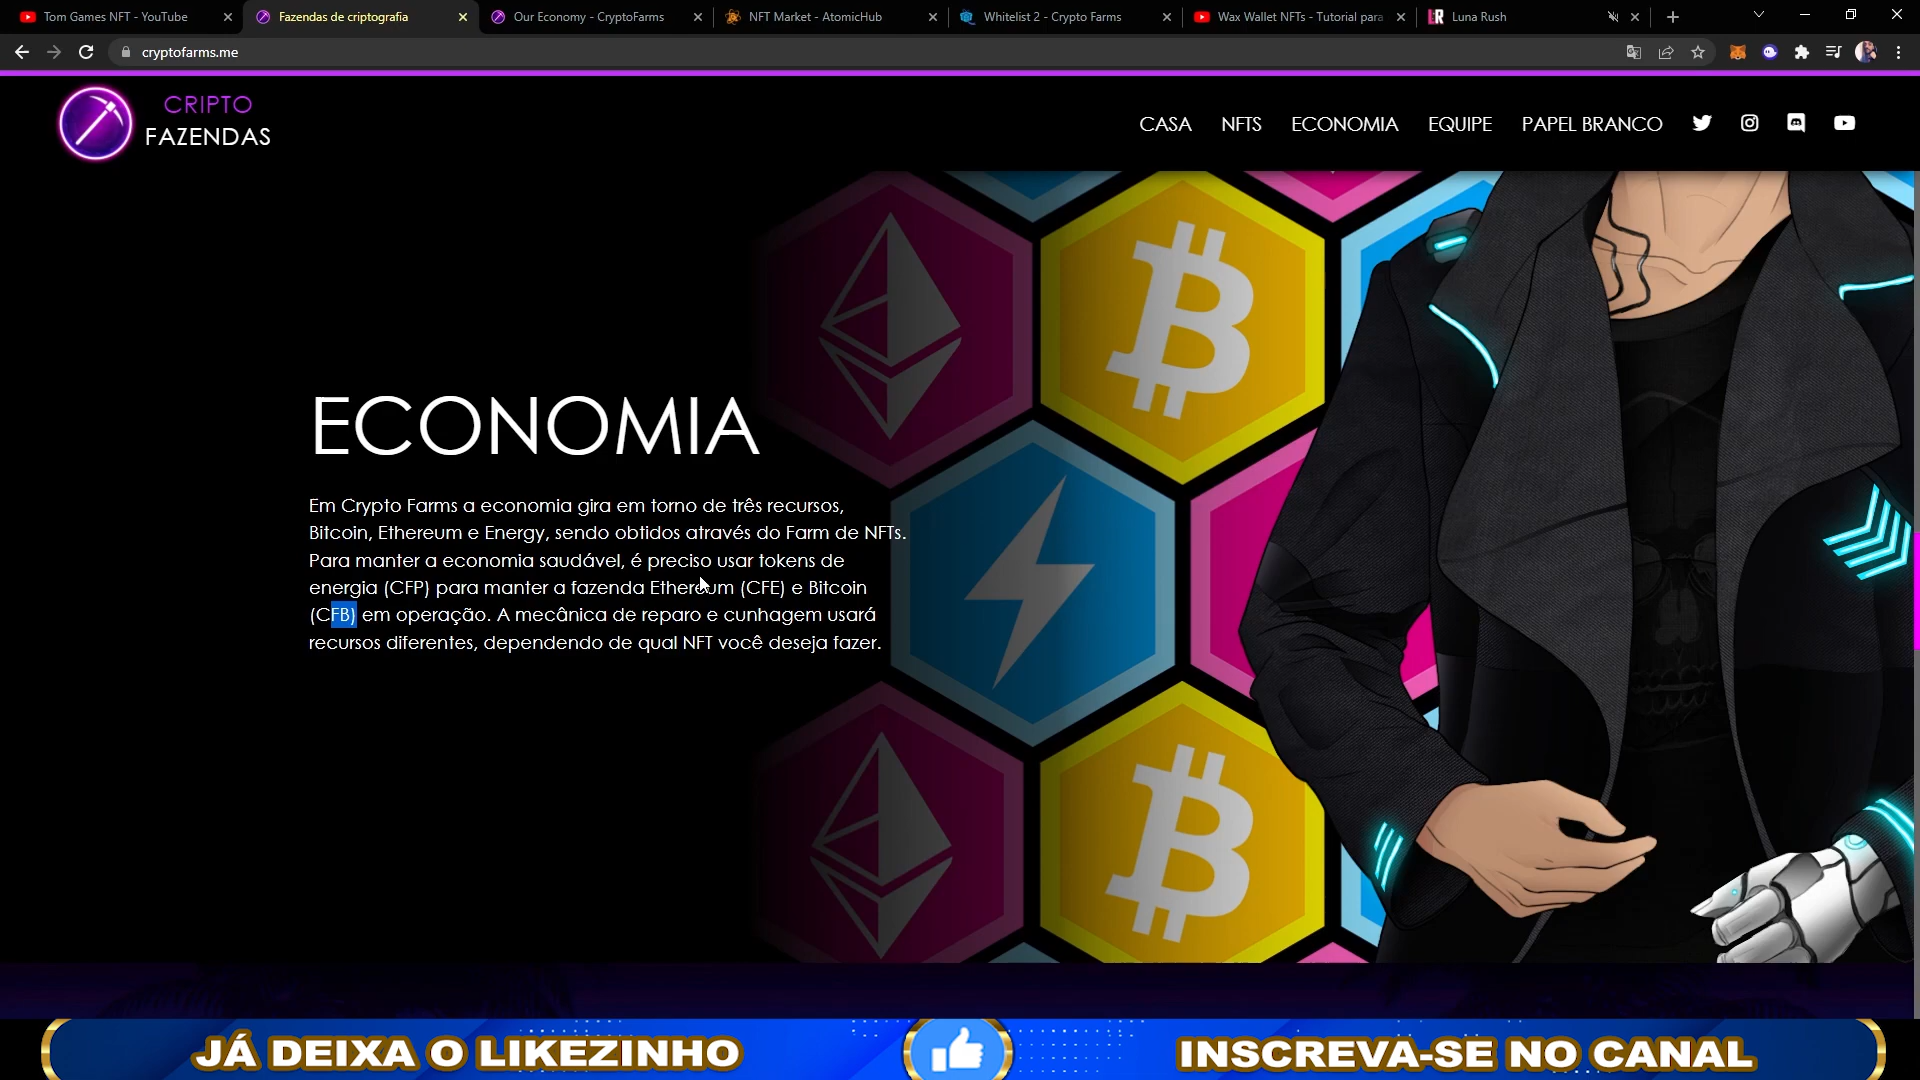 Tom Games NFT - YouTube
Fazendas de criptografia
Our Economy - CryptoFarms
NFT Market - AtomicHub
Whitelist 2 - Crypto Farms
Wax Wallet NFTs - Tutorial para
Luna Rush
cryptofarms.me
CRIPTO
FAZENDAS
CASA
NFTS
ECONOMIA
EQUIPE
PAPEL BRANCO
ECONOMIA
Em Crypto Farms a economia gira em torno de três recursos,
Bitcoin, Ethereum e Energy, sendo obtidos através do Farm de NFTs.
Para manter a economia saudável, é preciso usar tokens de
energia (CFP) para manter a fazenda Ethereum (CFE) e Bitcoin
(CFB) em operação. A mecânica de reparo e cunhagem usará
recursos diferentes, dependendo de qual NFT você deseja fazer.
JÁ DEIXA O LIKEZINHO
INSCREVA-SE NO CANAL